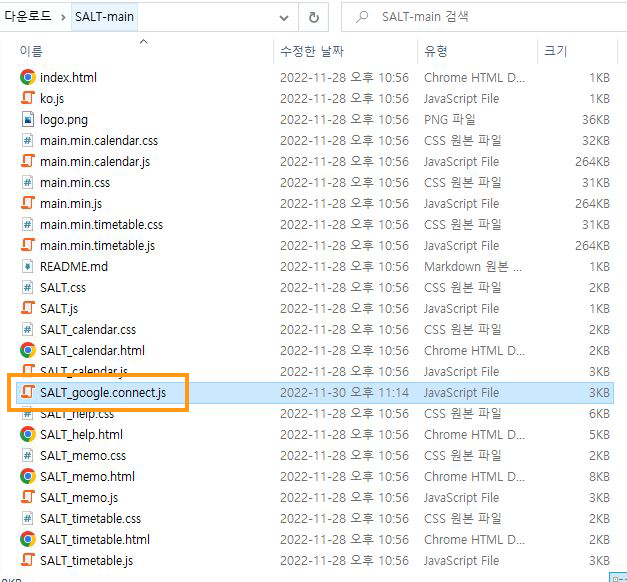 다운로드 > SALT-main SALT-main 검색
이름 수정한 날짜 유형 크기
index.html 2022-11-28 오후 10:56 Chrome HTML D... 1KB
ko.js 2022-11-28 오후 10:56 JavaScript File 1KB
logo.png 2022-11-28 오후 10:56 PNG 파일 36KB
main.min.calendar.css 2022-11-28 오후 10:56 CSS 원본 파일 32KB
main.min.calendar.js 2022-11-28 오후 10:56 JavaScript File 264KB
main.min.css 2022-11-28 오후 10:56 CSS 원본 파일 31KB
main.min.js 2022-11-28 오후 10:56 JavaScript File 264KB
main.min.timetable.css 2022-11-28 오후 10:56 CSS 원본 파일 31KB
main.min.timetable.js 2022-11-28 오후 10:56 JavaScript File 264KB
README.md 2022-11-28 오후 10:56 Markdown 원본 ... 1KB
SALT.css 2022-11-28 오후 10:56 CSS 원본 파일 2KB
SALT.js 2022-11-28 오후 10:56 JavaScript File 1KB
SALT_calendar.css 2022-11-28 오후 10:56 CSS 원본 파일 1KB
SALT_calendar.html 2022-11-28 오후 10:56 Chrome HTML D... 2KB
SALT_calendar.js 2022-11-28 오후 10:56 JavaScript File 3KB
SALT_google.connect.js 2022-11-30 오후 11:14 JavaScript File 3KB
SALT_help.css 2022-11-28 오후 10:56 CSS 원본 파일 6KB
SALT_help.html 2022-11-28 오후 10:56 Chrome HTML D... 5KB
SALT_memo.css 2022-11-28 오후 10:56 CSS 원본 파일 2KB
SALT_memo.html 2022-11-28 오후 10:56 Chrome HTML D... 8KB
SALT_memo.js 2022-11-28 오후 10:56 JavaScript File 3KB
SALT_timetable.css 2022-11-28 오후 10:56 CSS 원본 파일 2KB
SALT_timetable.html 2022-11-28 오후 10:56 Chrome HTML D... 2KB
SALT_timetable.js 2022-11-28 오후 10:56 JavaScript File 3KB